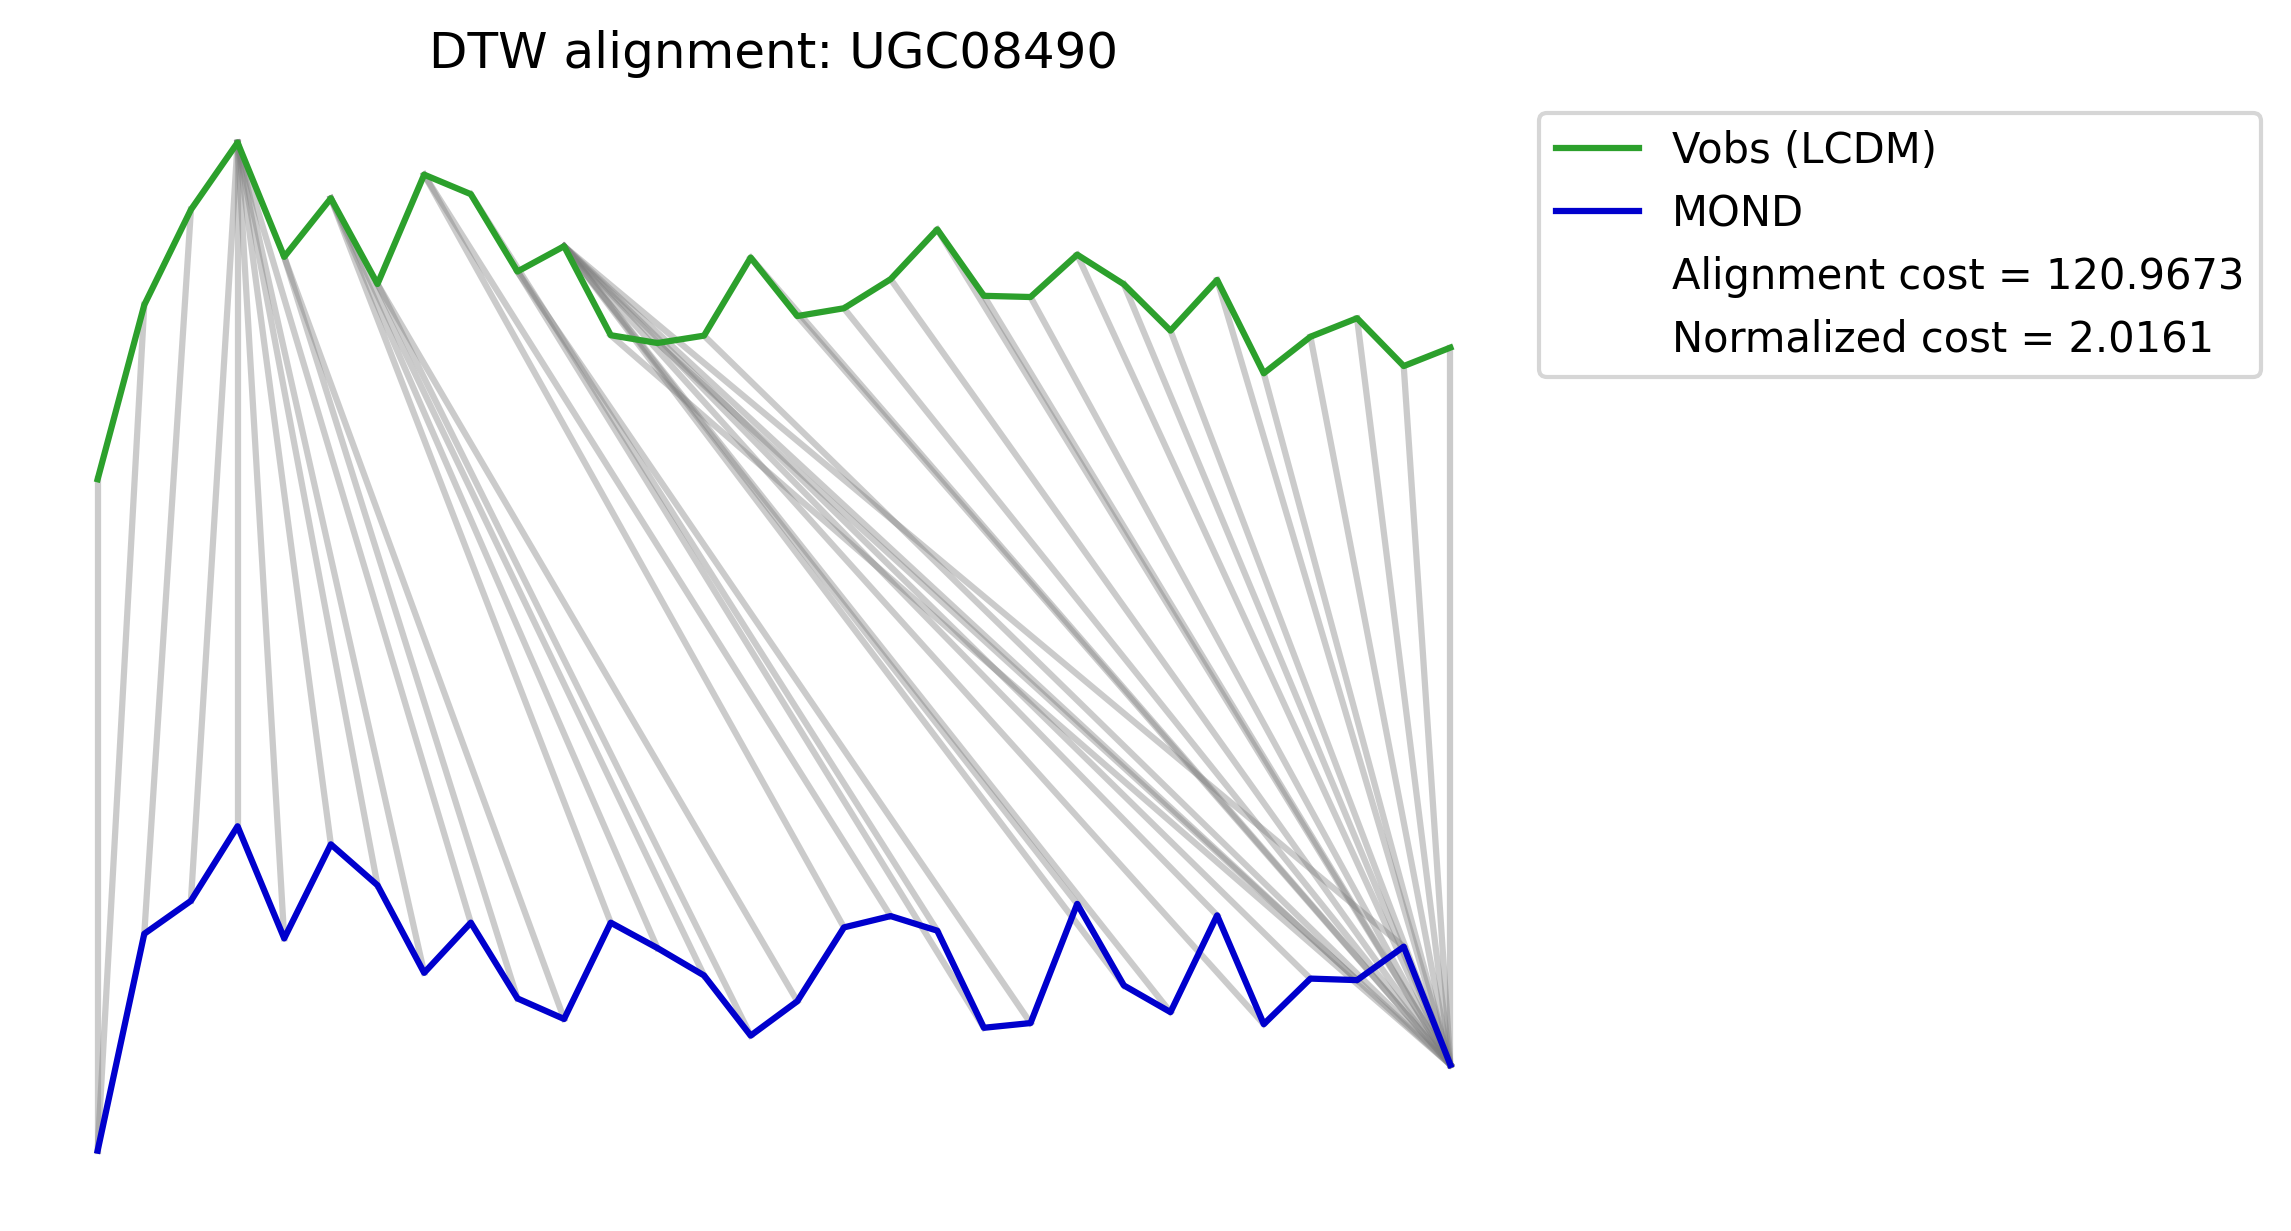 DTW alignment: UGC08490
Vobs (LCDM)
MOND
Alignment cost = 120.9673
Normalized cost = 2.0161